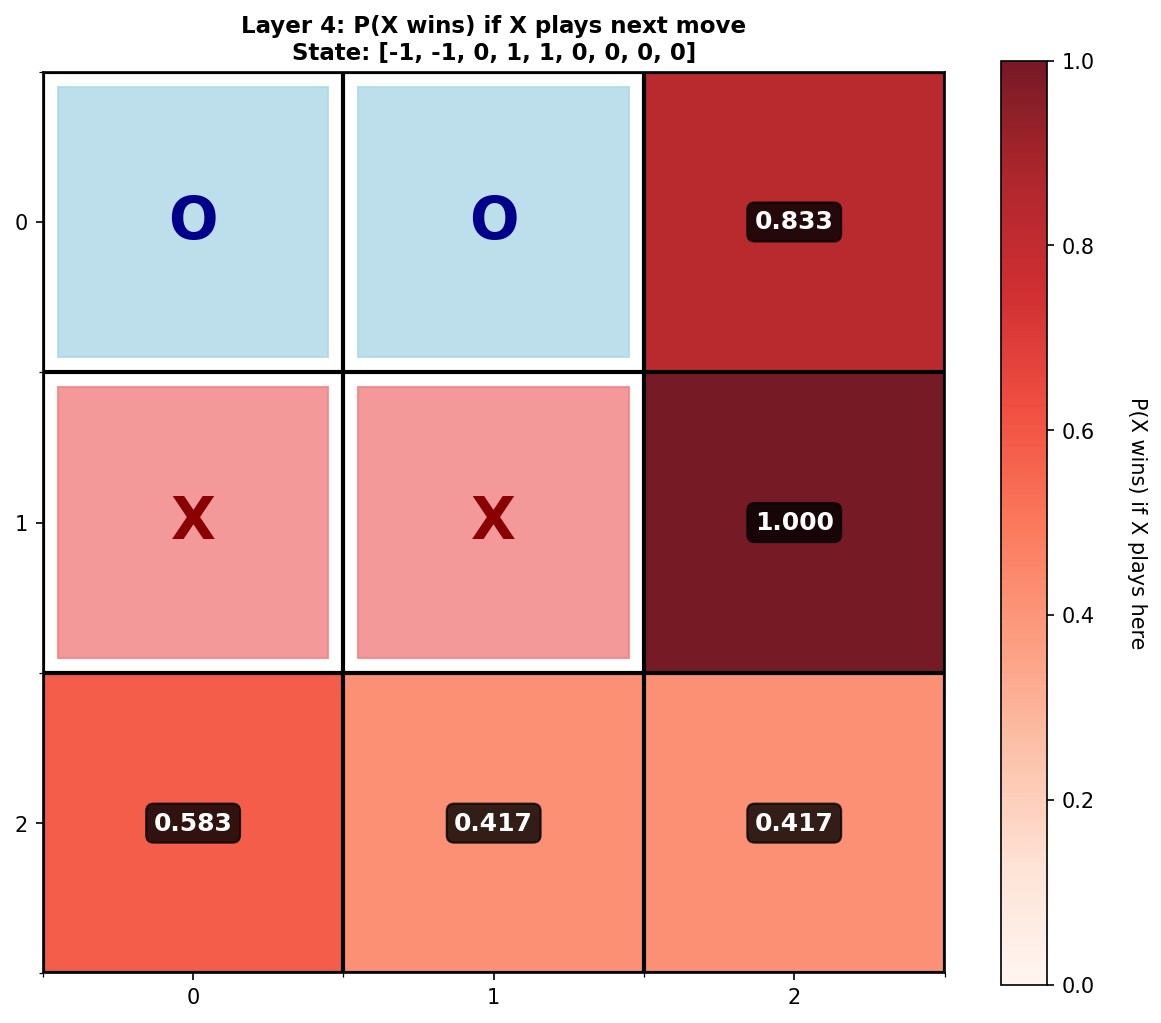 Layer 4: P(X wins) if X plays next move
State: [-1, -1, 0, 1, 1, 0, 0, 0, 0]
0
O
O
0.833
1
X
X
1.000
2
0.583
0.417
0.417
0
1
2
1.0
0.8
0.6
0.4
0.2
0.0
P(X wins) if X plays here